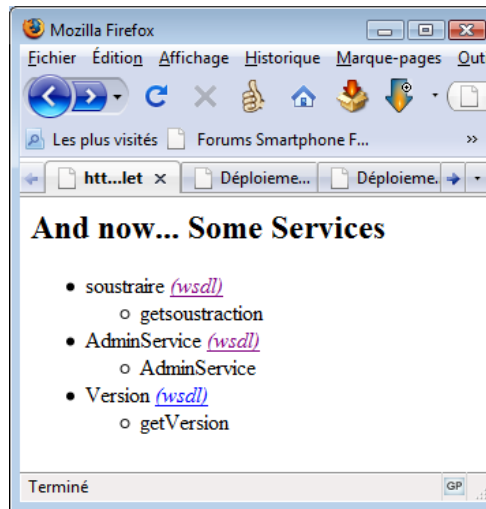 Mozilla Firefox
Fichier Édition Affichage Historique Marque-pages Out
Les plus visités Forums Smartphone F... »
htt...let Déploieme... Déploieme.
And now... Some Services
soustraire (wsdl)
getsoustraction
AdminService (wsdl)
AdminService
Version (wsdl)
getVersion
Terminé GP